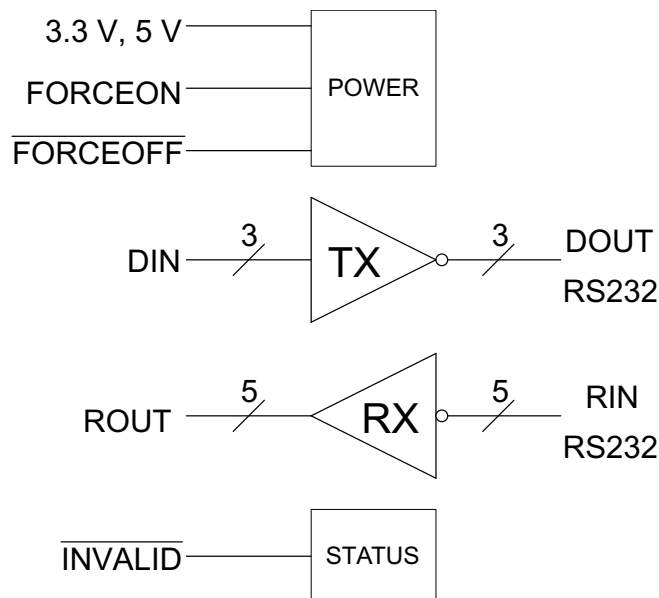 3.3 V, 5 V
FORCEON
POWER
FORCEOFF
DIN
3
TX
3
DOUT
RS232
ROUT
5
RX
5
RIN
RS232
INVALID
STATUS